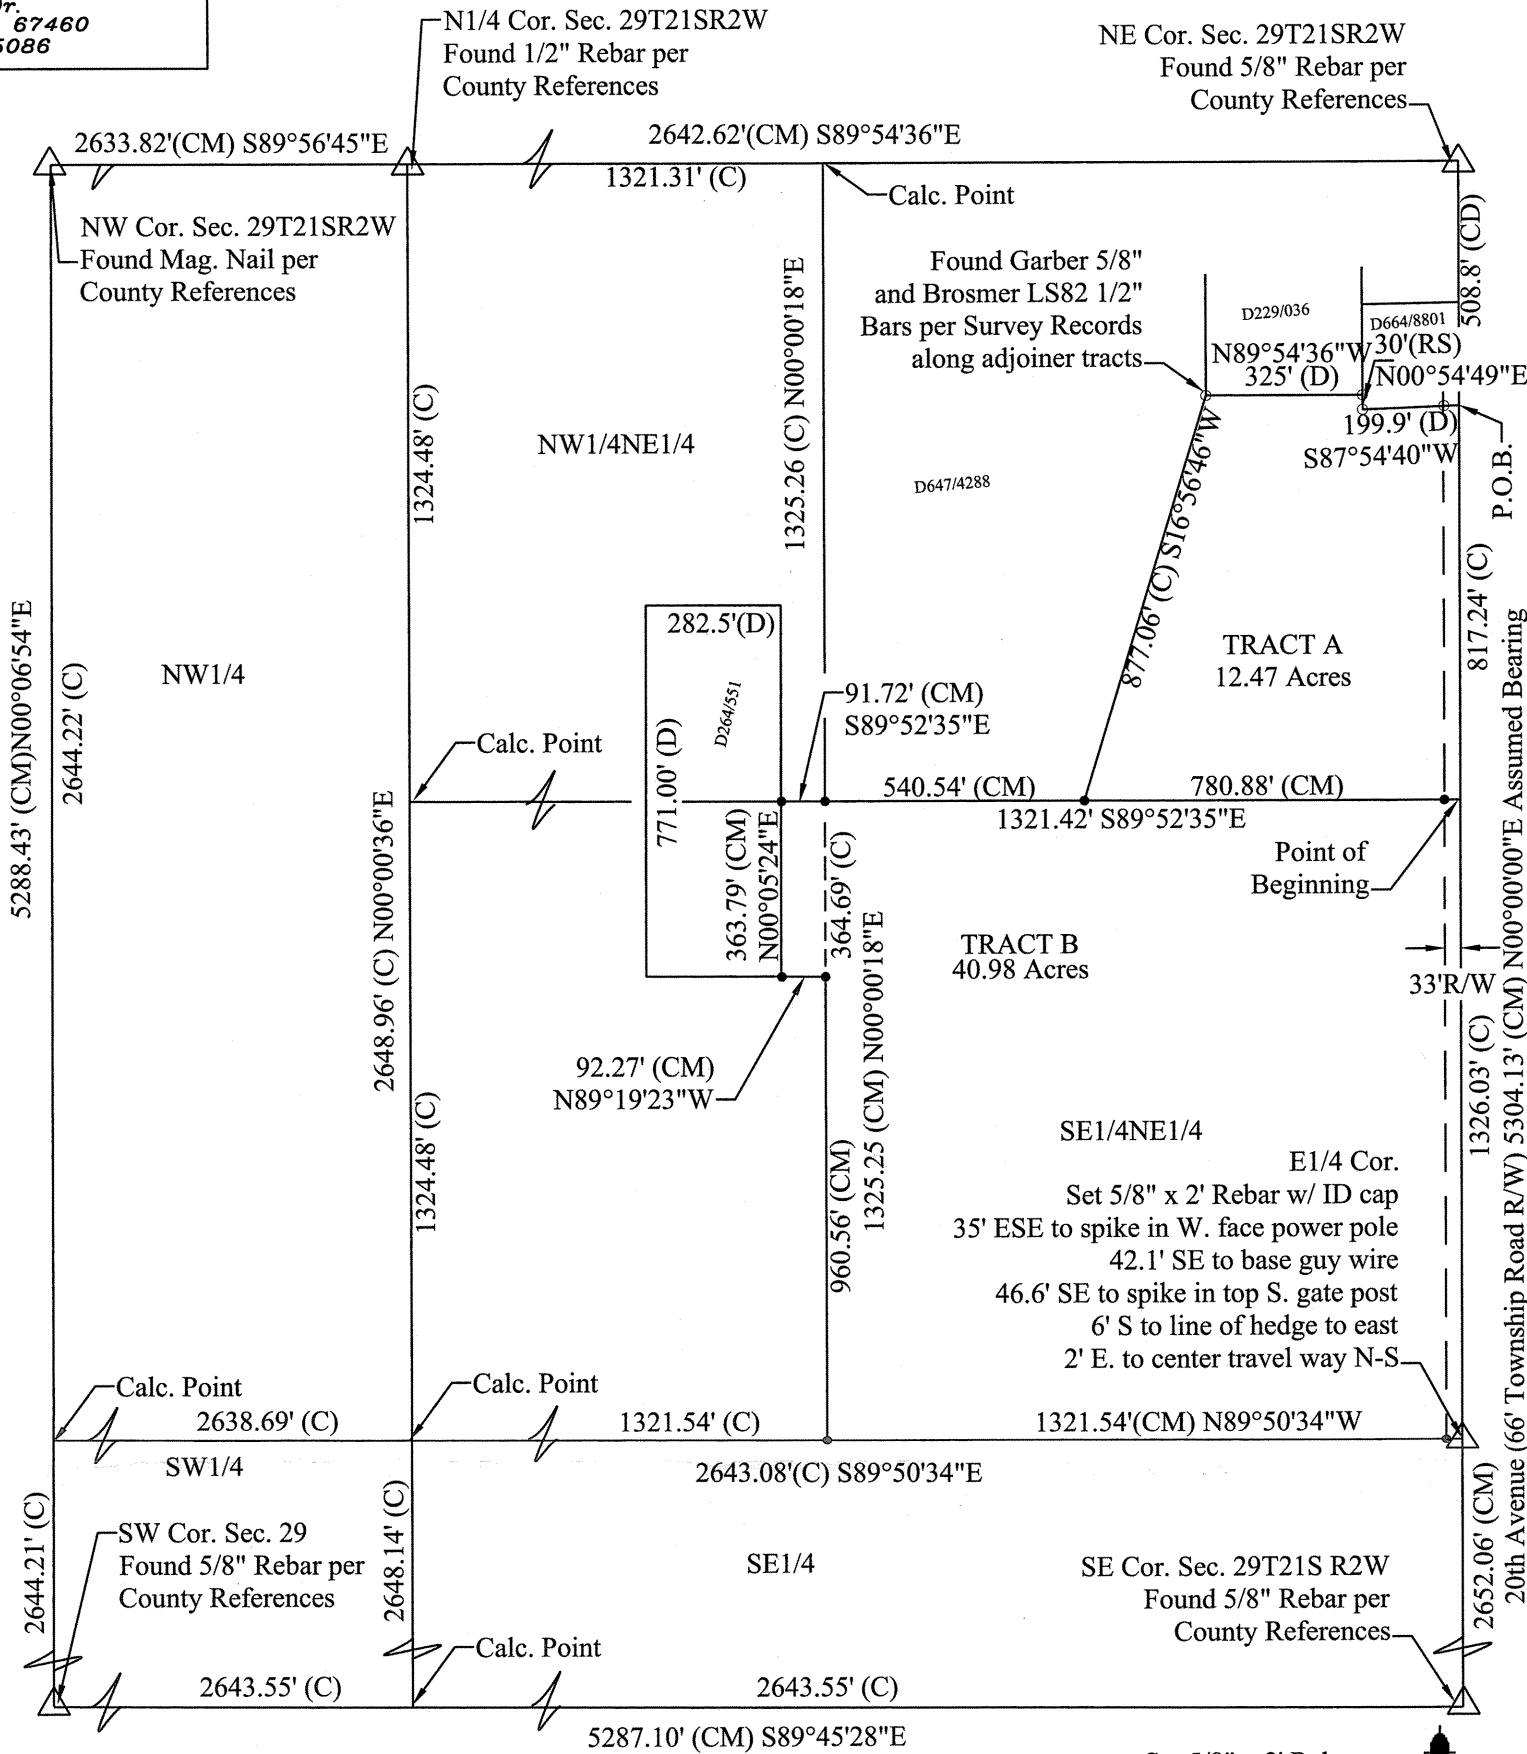 Dr.
67460
5086
N1/4 Cor. Sec. 29T21SR2W
Found 1/2" Rebar per
County References
NE Cor. Sec. 29T21SR2W
Found 5/8" Rebar per
County References
2633.82'(CM) S89°56'45"E
2642.62'(CM) S89°54'36"E
1321.31' (C)
Calc. Point
NW Cor. Sec. 29T21SR2W
Found Mag. Nail per
County References
508.8' (CD)
Found Garber 5/8"
and Brosmer LS82 1/2"
Bars per Survey Records
along adjoiner tracts
D229/036
D664/8801
N89°54'36"W
325' (D)
30'(RS)
N00°54'49"E
199.9' (D)
S87°54'40"W
P.O.B.
1324.48' (C)
NW1/4NE1/4
1325.26 (C) N00°00'18"E
D647/4288
877.06' (C) S16°56'46"W
817.24' (C)
5288.43' (CM)N00°06'54"E
2644.22' (C)
NW1/4
282.5'(D)
D264/551
771.00' (D)
TRACT A
12.47 Acres
91.72' (CM)
S89°52'35"E
Calc. Point
540.54' (CM)
780.88' (CM)
1321.42' S89°52'35"E
Point of
Beginning
363.79' (CM)
N00°05'24"E
364.69' (C)
2648.96' (C) N00°00'36"E
TRACT B
40.98 Acres
33'R/W
1325.25 (CM) N00°00'18"E
92.27' (CM)
N89°19'23"W
1324.48' (C)
960.56' (CM)
1326.03' (C)
20th Avenue (66' Township Road R/W) 5304.13' (CM) N00°00'00"E Assumed Bearing
SE1/4NE1/4
E1/4 Cor.
Set 5/8" x 2' Rebar w/ ID cap
35' ESE to spike in W. face power pole
42.1' SE to base guy wire
46.6' SE to spike in top S. gate post
6' S to line of hedge to east
2' E. to center travel way N-S
Calc. Point
Calc. Point
2638.69' (C)
1321.54' (C)
1321.54'(CM) N89°50'34"W
SW1/4
2643.08'(C) S89°50'34"E
2644.21' (C)
SW Cor. Sec. 29
Found 5/8" Rebar per
County References
2648.14' (C)
SE1/4
SE Cor. Sec. 29T21S R2W
Found 5/8" Rebar per
County References
2652.06' (CM)
Calc. Point
2643.55' (C)
2643.55' (C)
5287.10' (CM) S89°45'28"E